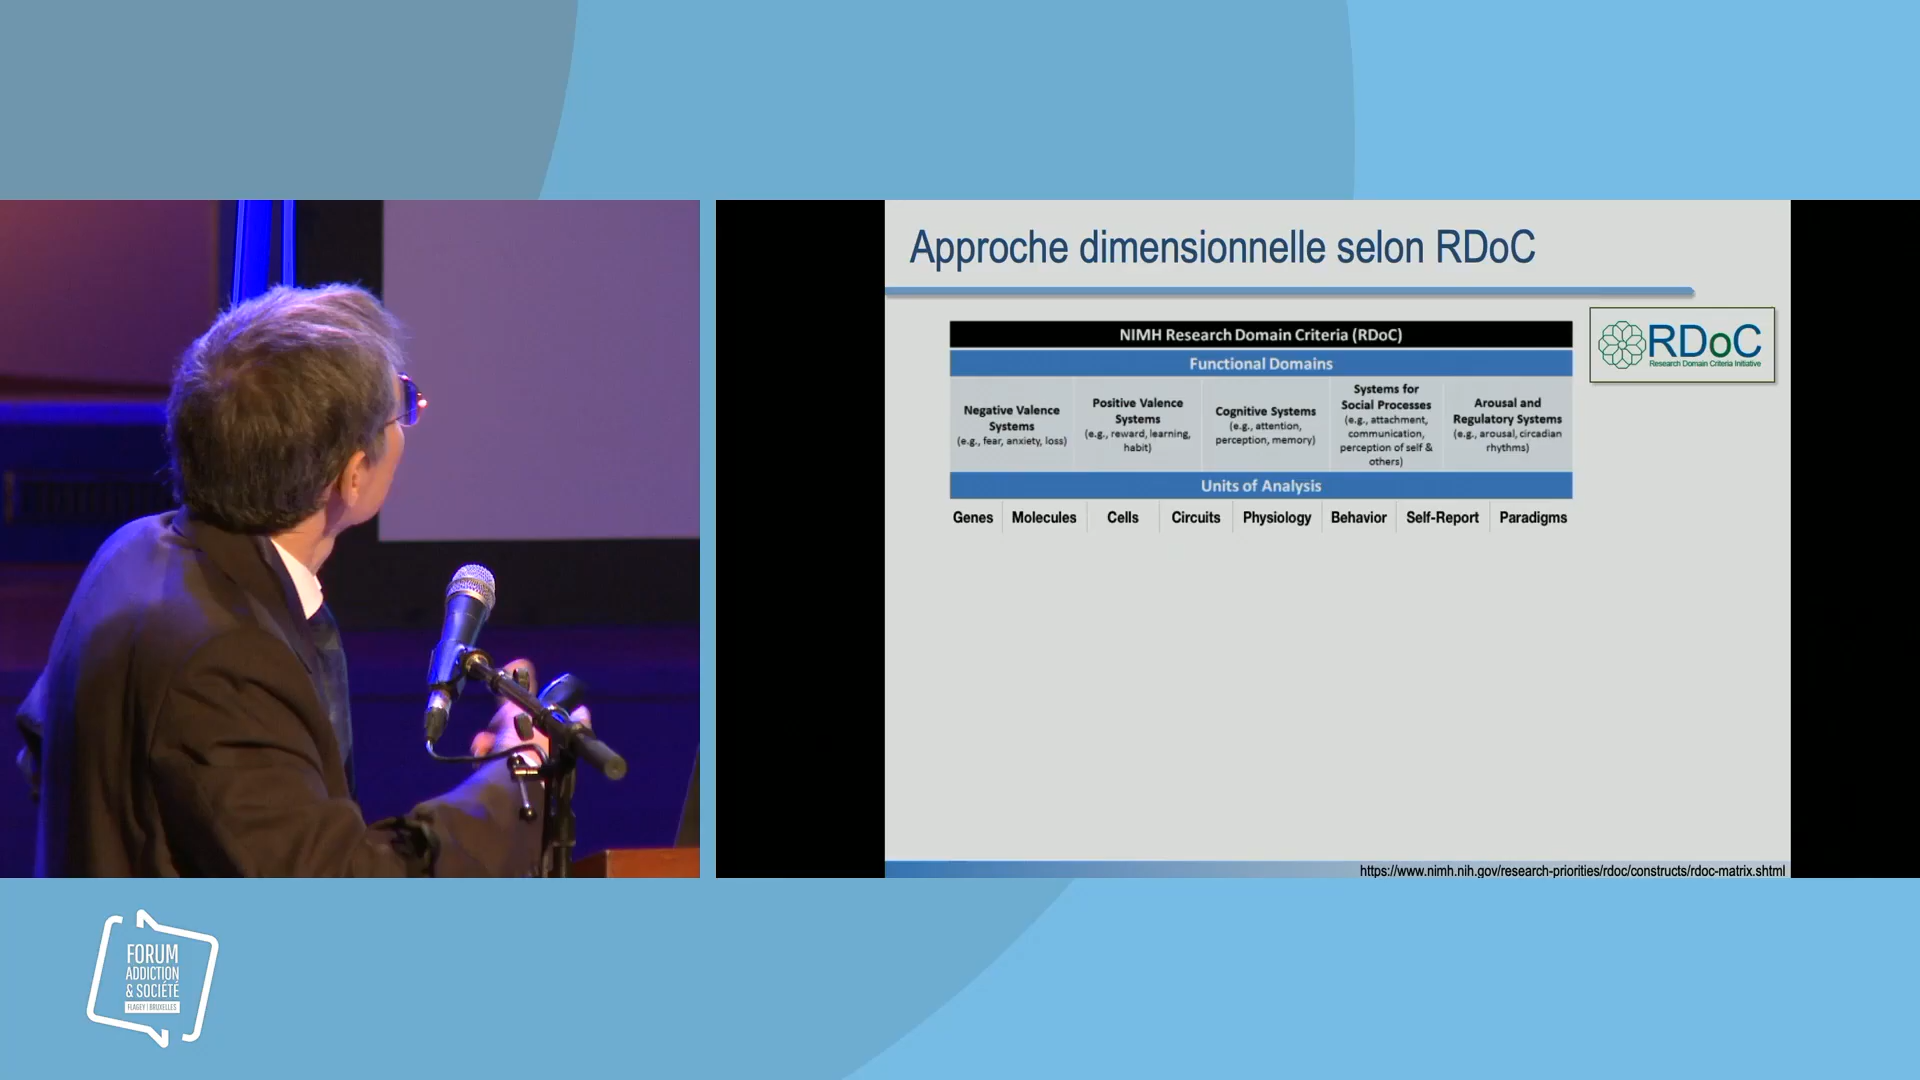 Approche dimensionnelle selon RDoC
NIMH Research Domain Criteria (RDoC)
Functional Domains
Negative Valence
Systems
(e.g., fear, anxiety, loss)
Positive Valence
Systems
(e.g., reward, learning,
habit)
Cognitive Systems
(e.g., attention,
perception, memory)
Systems for
Social Processes
(e.g., attachment,
communication,
perception of self &
others)
Arousal and
Regulatory Systems
(e.g., arousal, circadian
rhythms)
Units of Analysis
Genes Molecules Cells Circuits Physiology Behavior Self-Report Paradigms
RDoC
Research Domain Criteria Initiative
https://www.nimh.nih.gov/research-priorities/rdoc/constructs/rdoc-matrix.shtml
FORUM
ADDICTION
& SOCIÉTÉ
FLAGEY | BRUXELLES